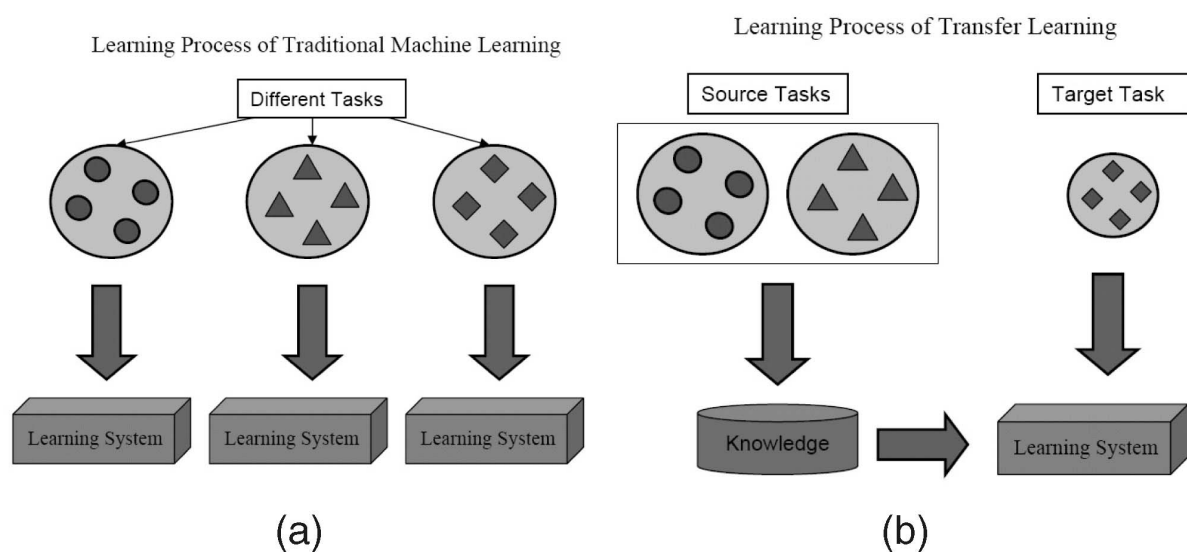 Learning Process of Traditional Machine Learning
Different Tasks
Learning System
Learning System
Learning System
(a)
Learning Process of Transfer Learning
Source Tasks
Target Task
Knowledge
Learning System
(b)